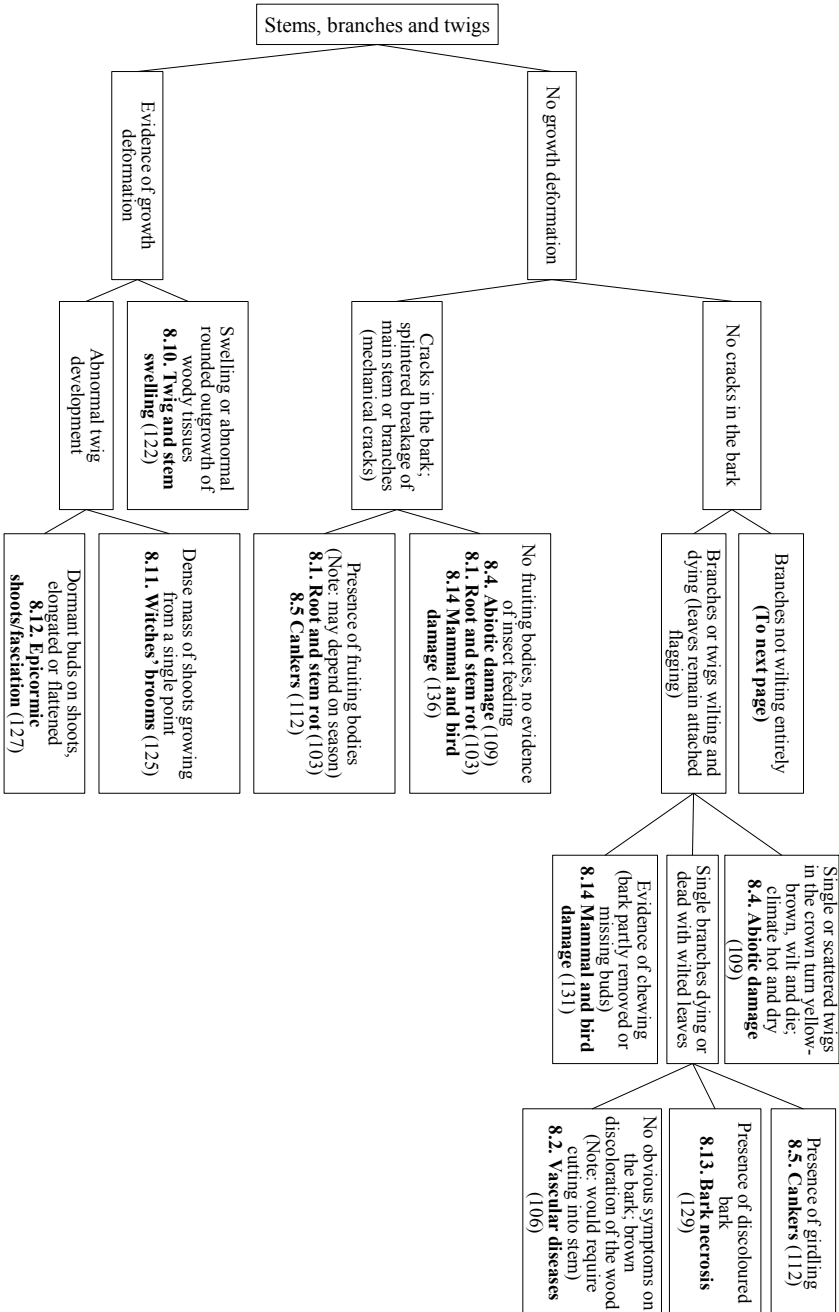 Stems, branches and twigs
Evidence of growth
deformation
No growth deformation
Swelling or abnormal
rounded outgrowth of
woody tissues
8.10. Twig and stem
swelling (122)
Abnormal twig
development
Cracks in the bark;
splintered breakage of
main stem or branches
(mechanical cracks)
No cracks in the bark
Dormant buds on shoots,
elongated or flattened
8.12. Epicormic
shoots/fasciation (127)
Dense mass of shoots growing
from a single point
8.11. Witches’ brooms (125)
Presence of fruiting bodies
(Note: may depend on season)
8.1. Root and stem rot (103)
8.5 Cankers (112)
No fruiting bodies, no evidence
of insect feeding
8.4. Abiotic damage (109)
8.1. Root and stem rot (103)
8.14 Mammal and bird
damage (136)
Branches or twigs wilting and
dying (leaves remain attached
flagging)
Branches not wilting entirely
(To next page)
Evidence of chewing
(bark partly removed or
missing buds)
8.14 Mammal and bird
damage (131)
Single branches dying or
dead with wilted leaves
Single or scattered twigs
in the crown turn yellow-
brown, wilt and die;
climate hot and dry
8.4. Abiotic damage
(109)
No obvious symptoms on
the bark; brown
discoloration of the wood
(Note: would require
cutting into stem)
8.2. Vascular diseases
(106)
Presence of discoloured
bark
8.13. Bark necrosis
(129)
Presence of girdling
8.5. Cankers (112)